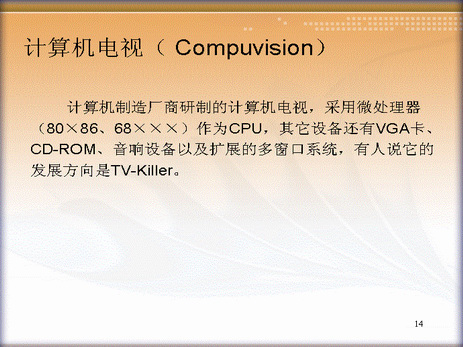 计算机电视（ Compuvision）
计算机制造厂商研制的计算机电视，采用微处理器
（80×86、68×××）作为CPU，其它设备还有VGA卡、
CD-ROM、音响设备以及扩展的多窗口系统，有人说它的
发展方向是TV-Killer。
14